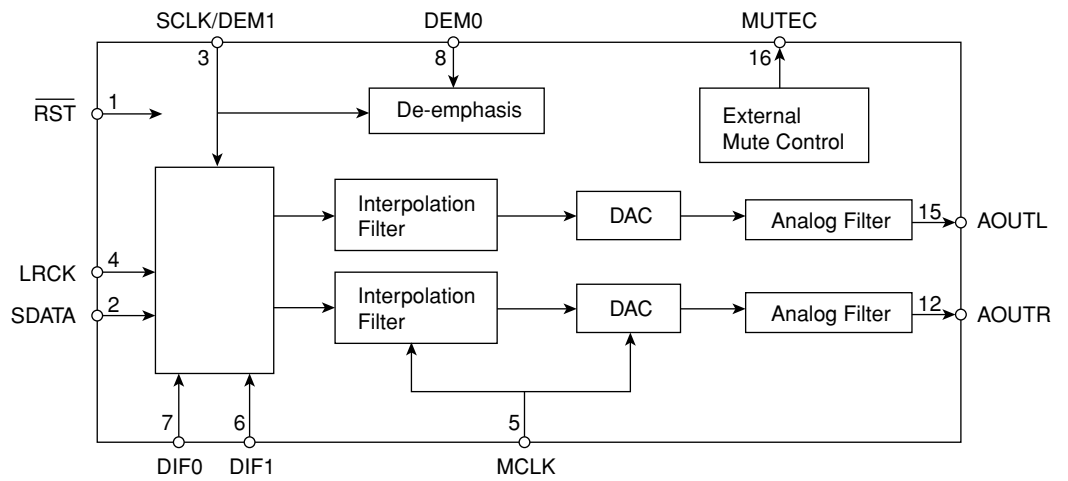 SCLK/DEM1
DEM0
MUTEC
3
8
16
RST
1
De-emphasis
External
Mute Control
Interpolation
Filter
DAC
Analog Filter
15
AOUTL
LRCK
4
SDATA
2
Interpolation
Filter
DAC
Analog Filter
12
AOUTR
7
6
5
DIF0
DIF1
MCLK